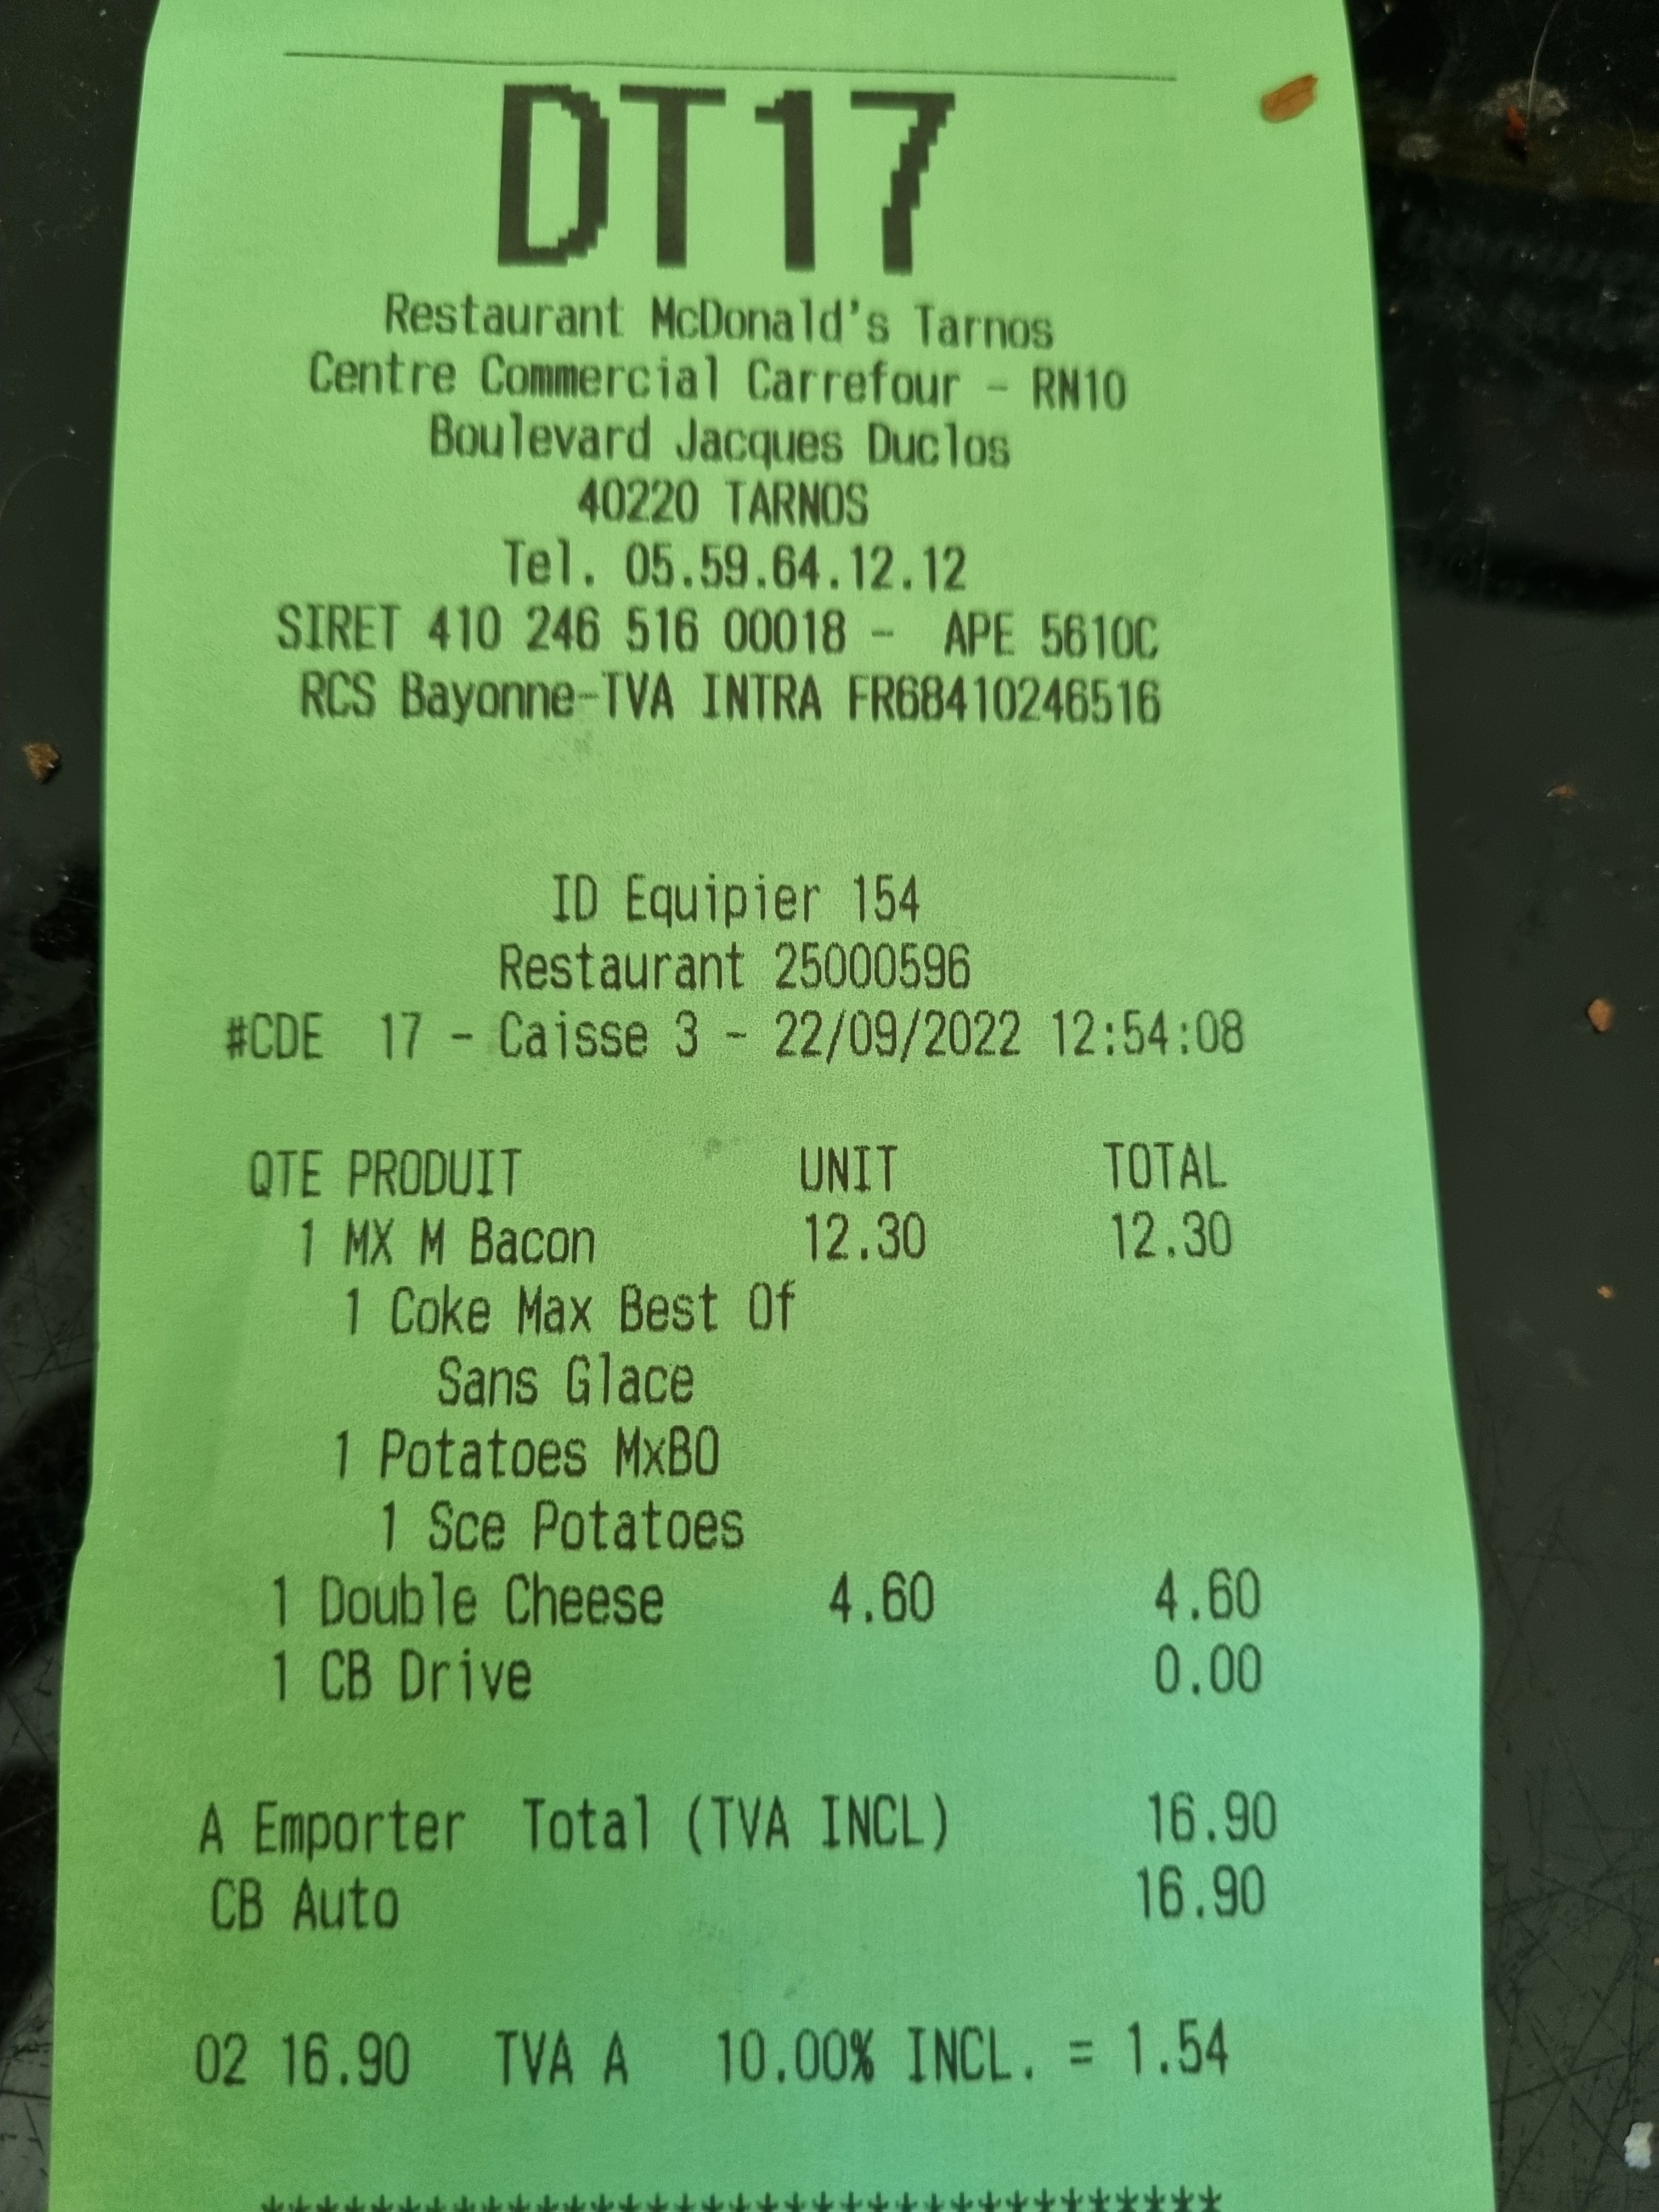 DT17
Restaurant McDonald's Tarnos
Centre Commercial Carrefour - RN10
Boulevard Jacques Duclos
40220 TARNOS
Tel. 05.59.64.12.12
SIRET 410 246 516 00018 - APE 5610C
RCS Bayonne-TVA INTRA FR68410246516
ID Equipier 154
Restaurant 25000596
#CDE 17 - Caisse 3 - 22/09/2022 12:54:08
QTE PRODUIT UNIT TOTAL
1 MX M Bacon 12.30 12.30
1 Coke Max Best Of
Sans Glace
1 Potatoes MxBO
1 Sce Potatoes
1 Double Cheese 4.60 4.60
1 CB Drive 0.00
A Emporter Total (TVA INCL) 16.90
CB Auto 16.90
02 16.90 TVA A 10.00% INCL. = 1.54